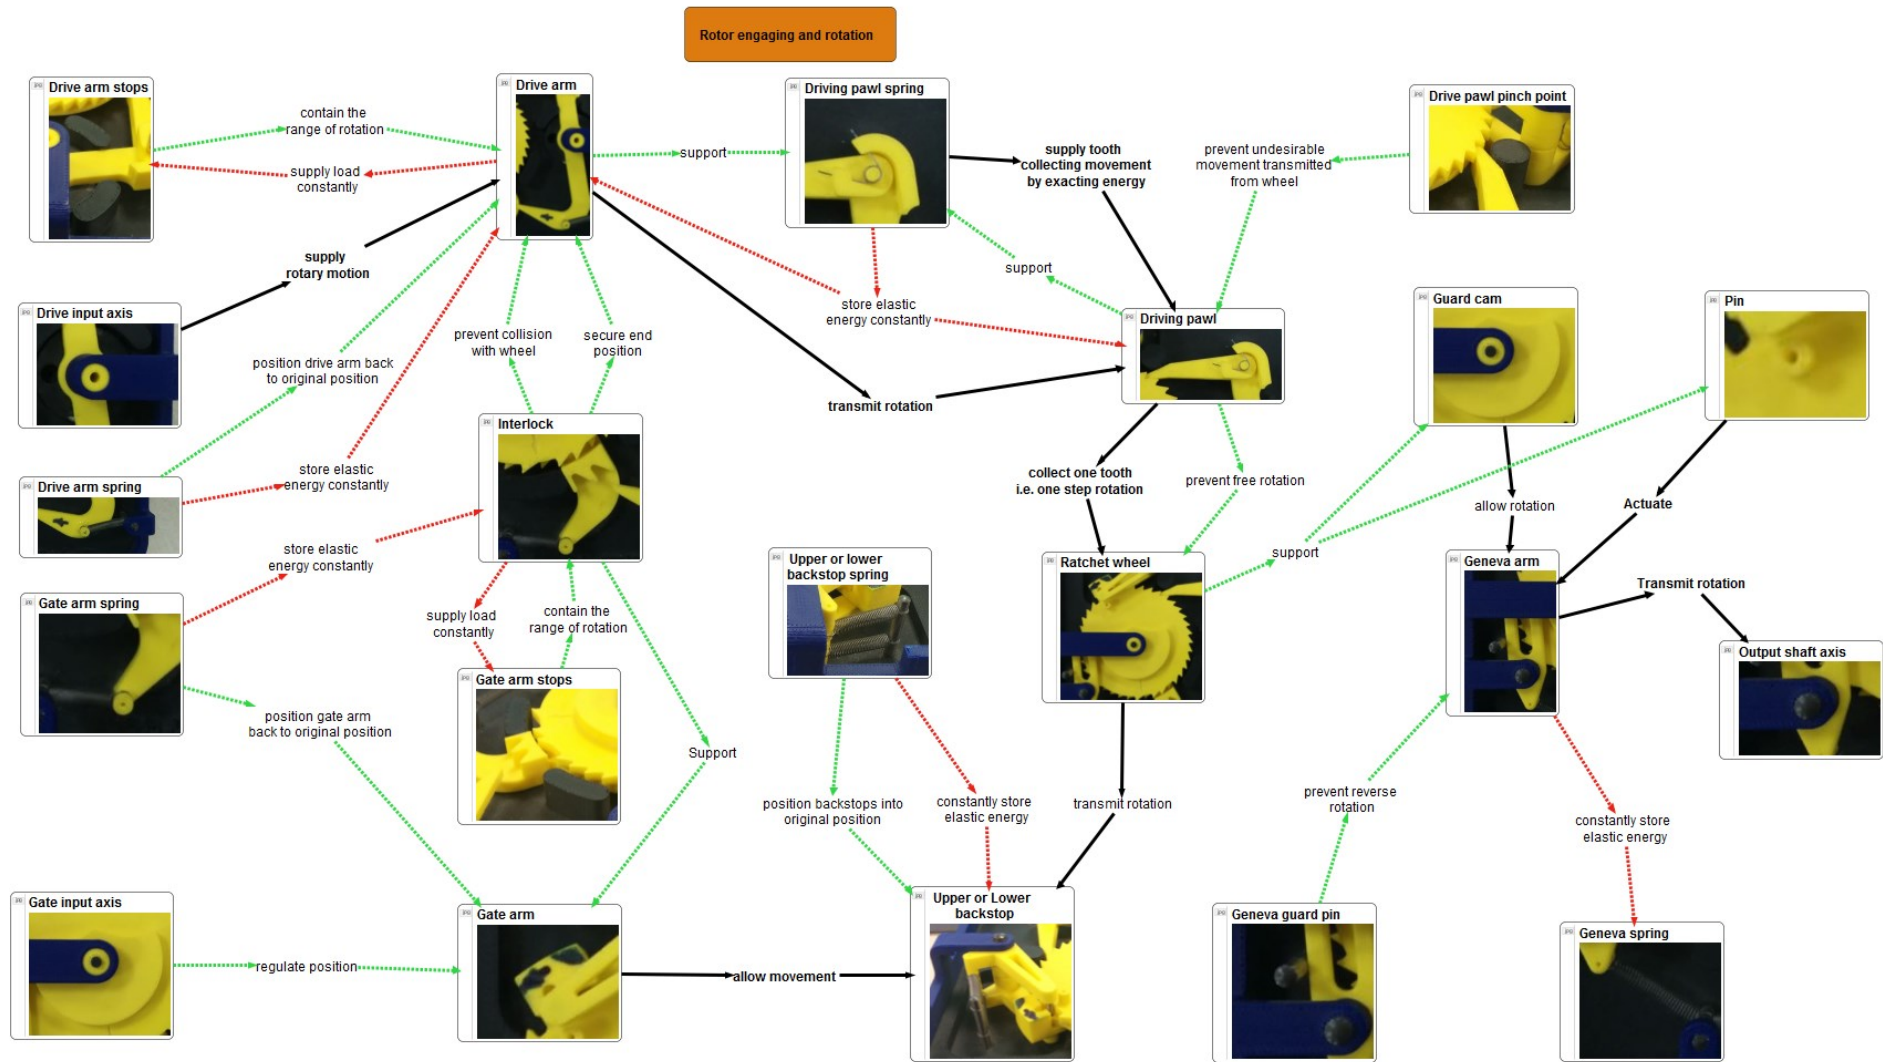 Rotor engaging and rotation
Drive arm stops
contain the
range of rotation
supply load
constantly
Drive arm
support
Driving pawl spring
supply tooth
collecting movement
by exacting energy
prevent undesirable
movement transmitted
from wheel
Drive pawl pinch point
supply
rotary motion
support
Drive input axis
position drive arm back
to original position
prevent collision
with wheel
secure end
position
store elastic
energy constantly
Driving pawl
Guard cam
Pin
transmit rotation
Interlock
Drive arm spring
store elastic
energy constantly
collect one tooth
i.e. one step rotation
prevent free rotation
allow rotation
Actuate
store elastic
energy constantly
Upper or lower
backstop spring
Ratchet wheel
support
Geneva arm
Transmit rotation
Gate arm spring
supply load
constantly
contain the
range of rotation
Output shaft axis
Gate arm stops
position gate arm
back to original position
Support
position backstops into
original position
constantly store
elastic energy
transmit rotation
prevent reverse
rotation
constantly store
elastic energy
Gate input axis
regulate position
Gate arm
allow movement
Upper or Lower
backstop
Geneva guard pin
Geneva spring